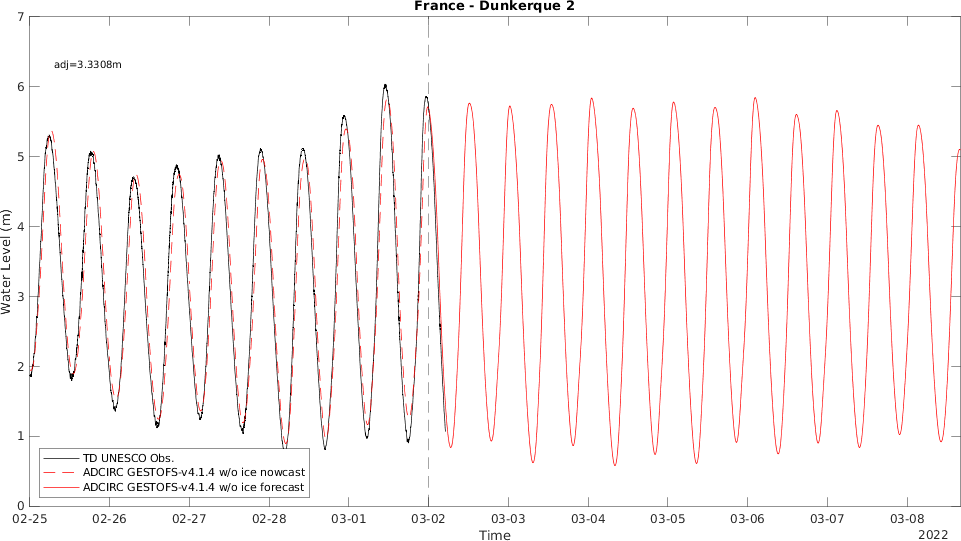 France - Dunkerque 2
7
adj=3.3308m
6
5
4
3
2
1
0
Water Level (m)
TD UNESCO Obs.
ADCIRC GESTOFS-v4.1.4 w/o ice nowcast
ADCIRC GESTOFS-v4.1.4 w/o ice forecast
02-25 02-26 02-27 02-28 03-01 03-02 03-03 03-04 03-05 03-06 03-07 03-08
Time
2022